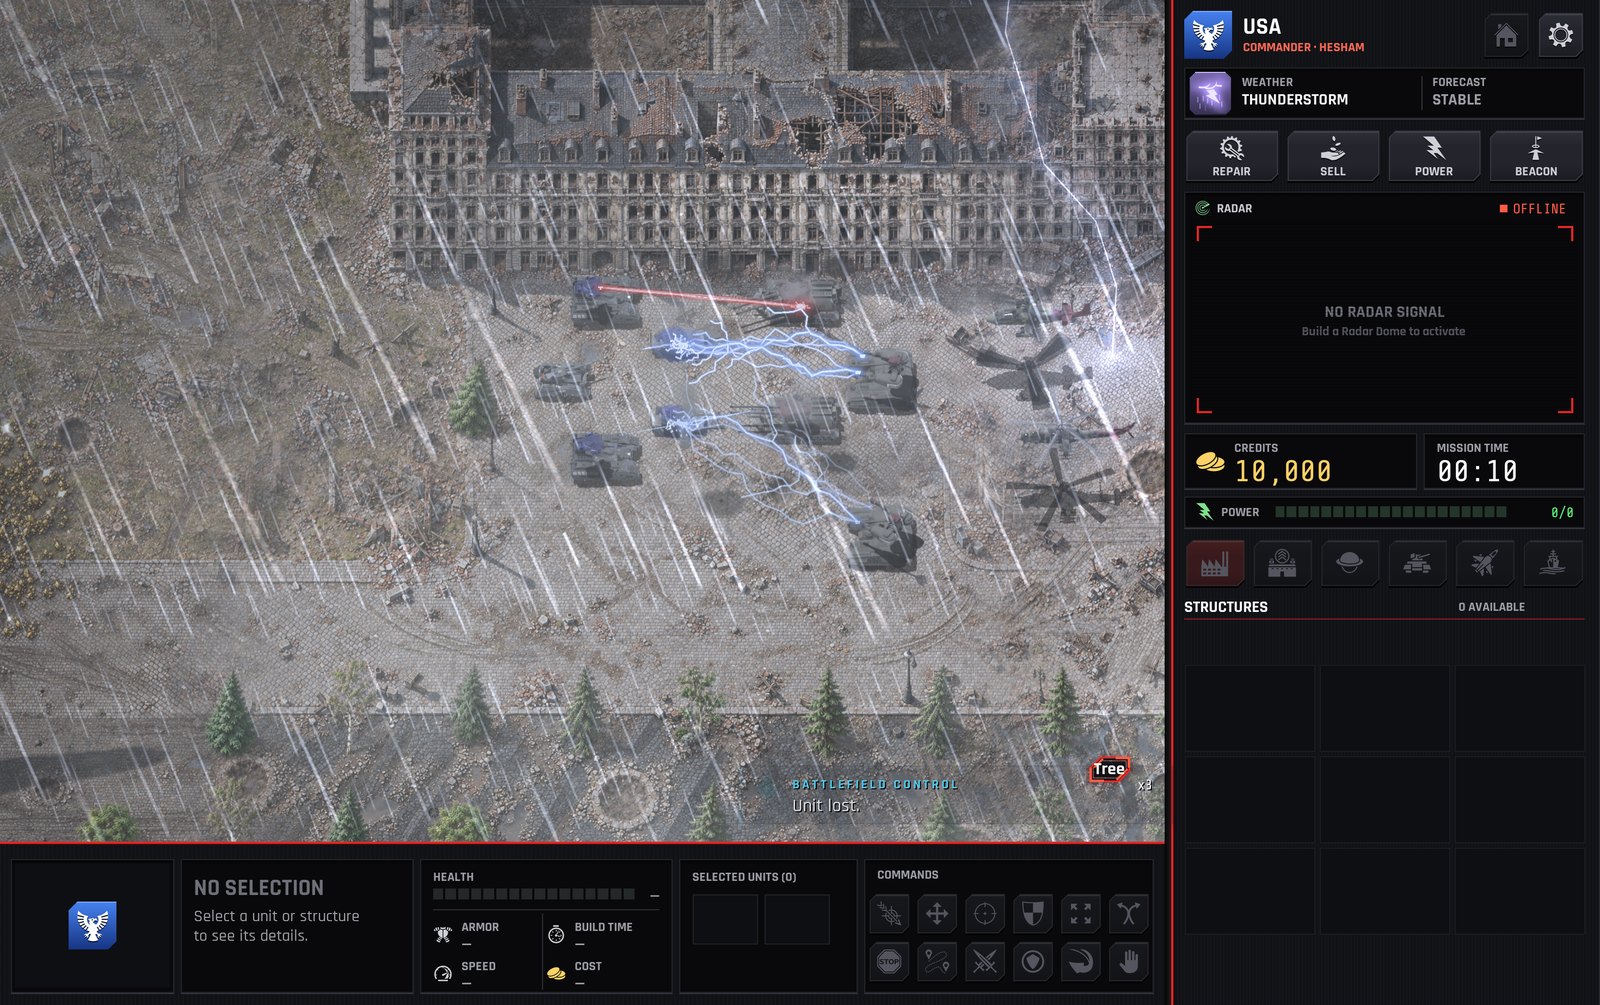 USA
COMMANDER · HESHAM
WEATHER
THUNDERSTORM
FORECAST
STABLE
REPAIR
SELL
POWER
BEACON
RADAR
OFFLINE
NO RADAR SIGNAL
Build a Radar Dome to activate
CREDITS
10,000
MISSION TIME
00:10
POWER
0/0
STRUCTURES
0 AVAILABLE
Tree
x3
BATTLEFIELD CONTROL
Unit lost.
NO SELECTION
Select a unit or structure
to see its details.
HEALTH
—
ARMOR
—
BUILD TIME
—
SPEED
—
COST
—
SELECTED UNITS (0)
COMMANDS
STOP